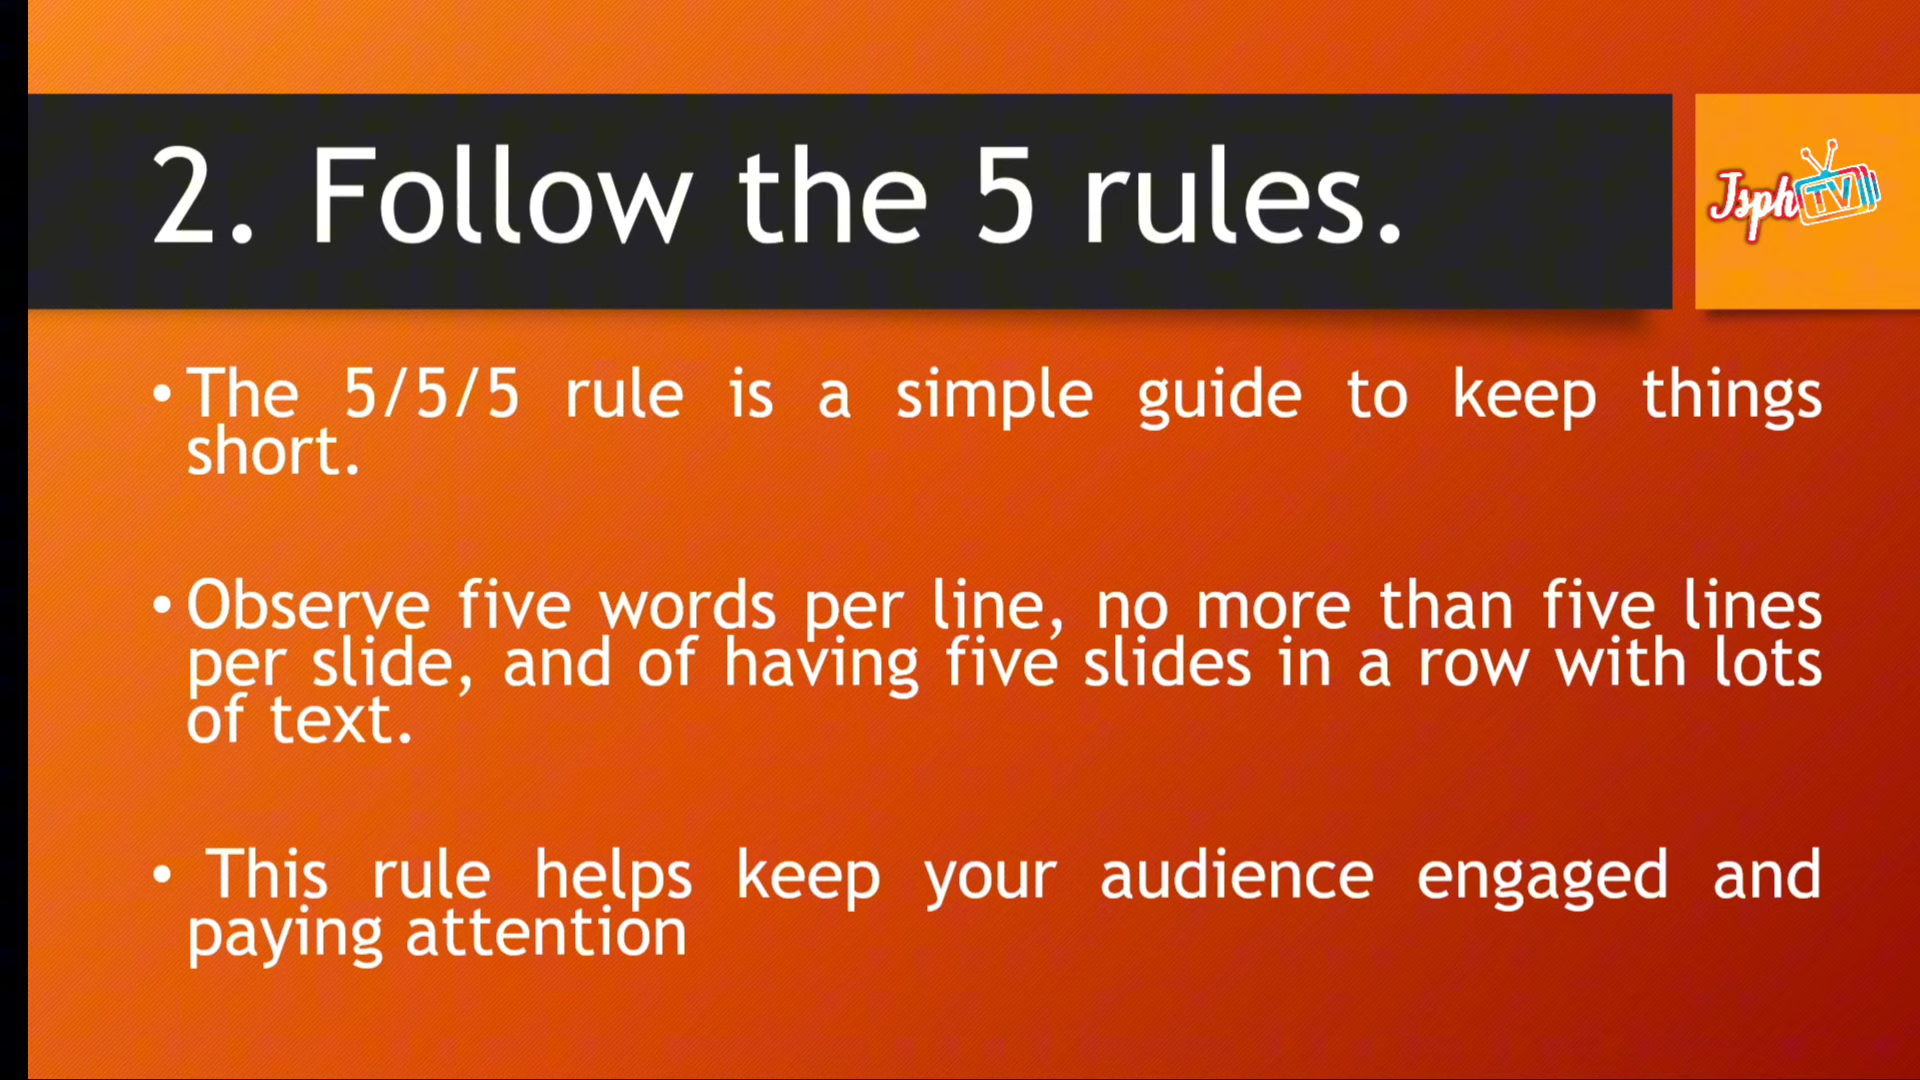 2. Follow the 5 rules.
Jsph TV
• The 5/5/5 rule is a simple guide to keep things
short.
• Observe five words per line, no more than five lines
per slide, and of having five slides in a row with lots
of text.
• This rule helps keep your audience engaged and
paying attention